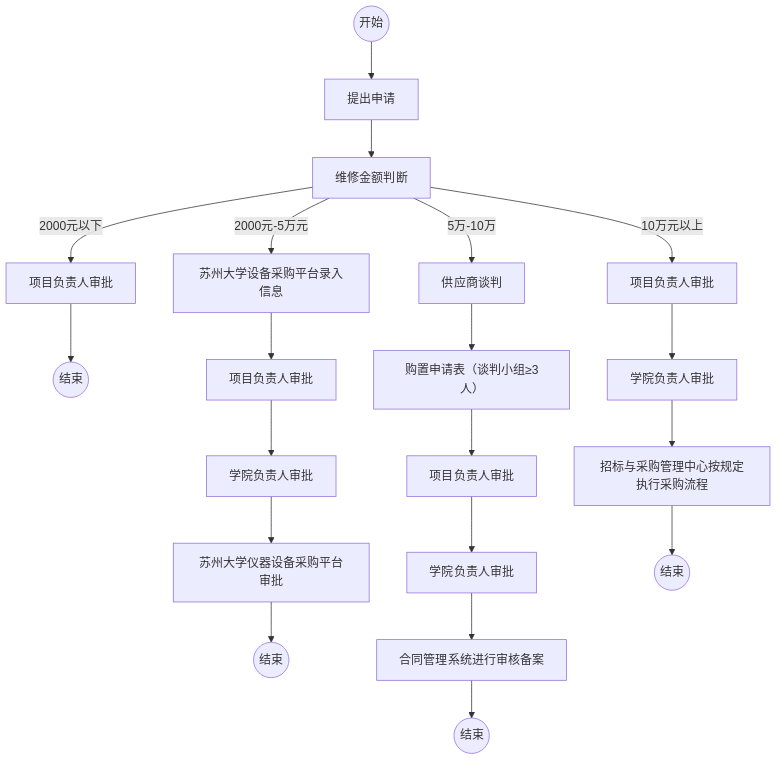 开始
提出申请
维修金额判断
2000元以下
2000元-5万元
5万-10万
10万元以上
项目负责人审批
结束
苏州大学设备采购平台录入
信息
项目负责人审批
学院负责人审批
苏州大学仪器设备采购平台
审批
结束
供应商谈判
购置申请表（谈判小组≥3
人）
项目负责人审批
学院负责人审批
合同管理系统进行审核备案
结束
项目负责人审批
学院负责人审批
招标与采购管理中心按规定
执行采购流程
结束